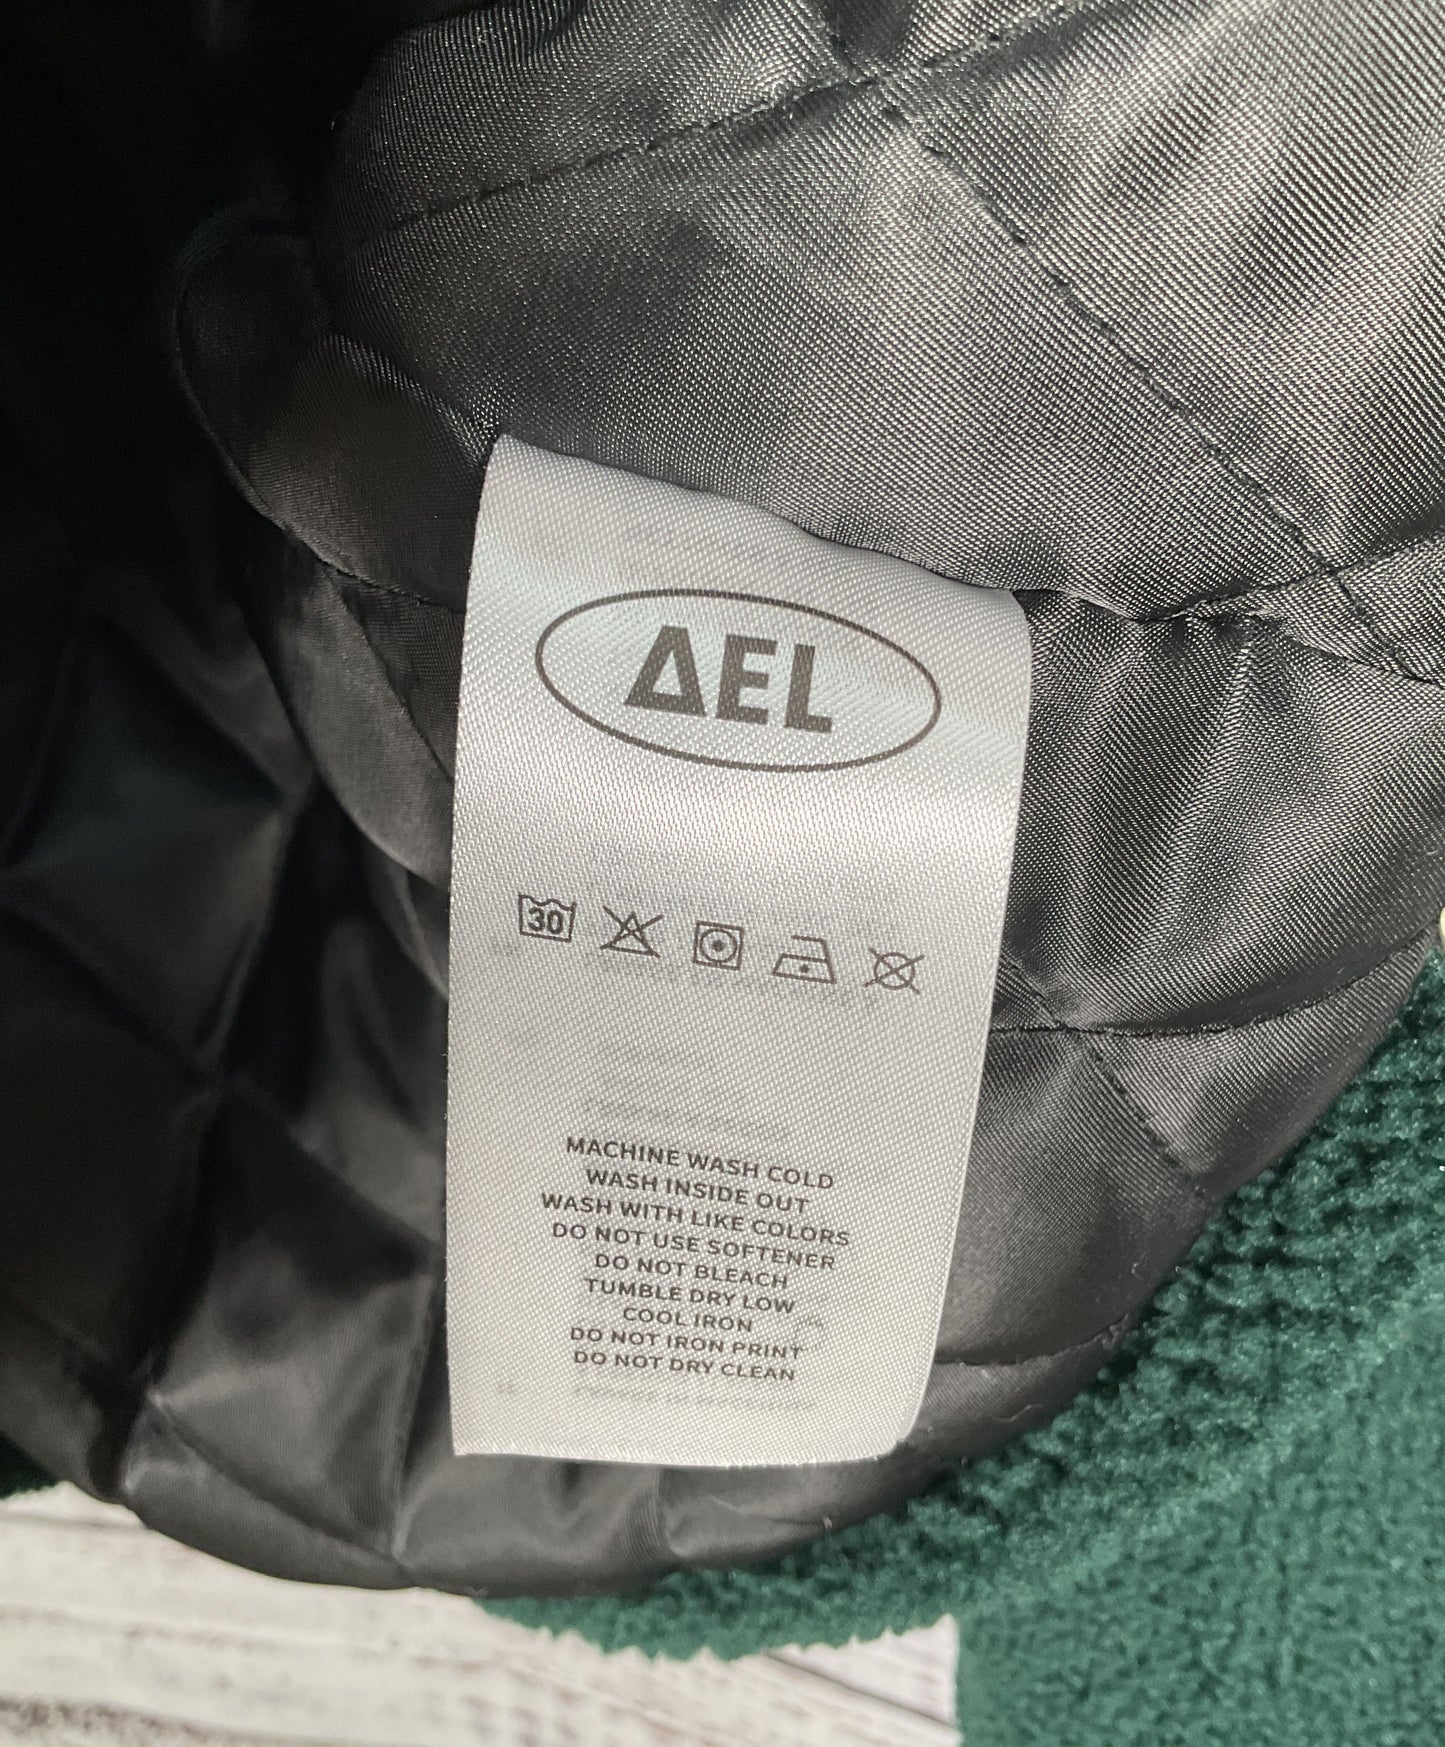 ΔEL
30
MACHINE WASH COLD
WASH INSIDE OUT
WASH WITH LIKE COLORS
DO NOT USE SOFTENER
DO NOT BLEACH
TUMBLE DRY LOW
COOL IRON
DO NOT IRON PRINT
DO NOT DRY CLEAN